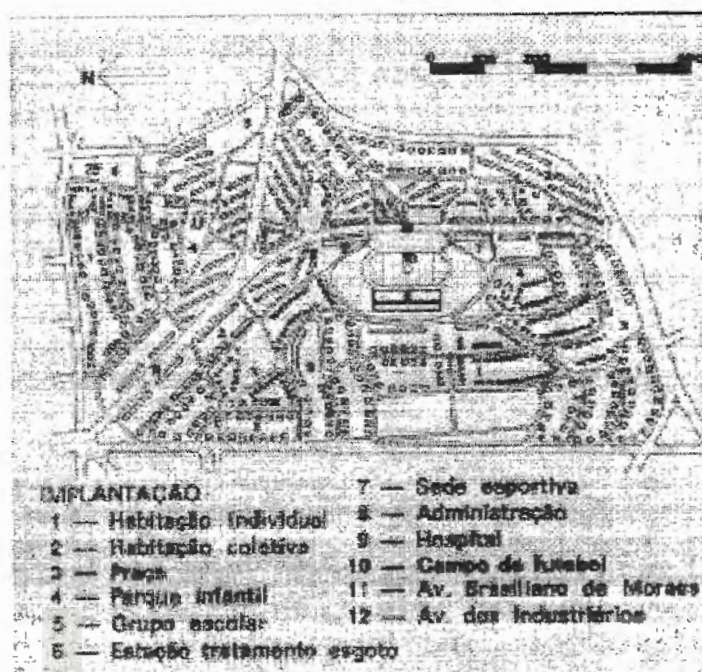 N
IMPLANTAÇÃO
1 — Habitação individual
2 — Habitação coletiva
3 — Praça
4 — Parque infantil
5 — Grupo escolar
6 — Estação tratamento esgoto
7 — Sede esportiva
8 — Administração
9 — Hospital
10 — Campo de futebol
11 — Av. Brasiliano de Moraes
12 — Av. dos Industriários